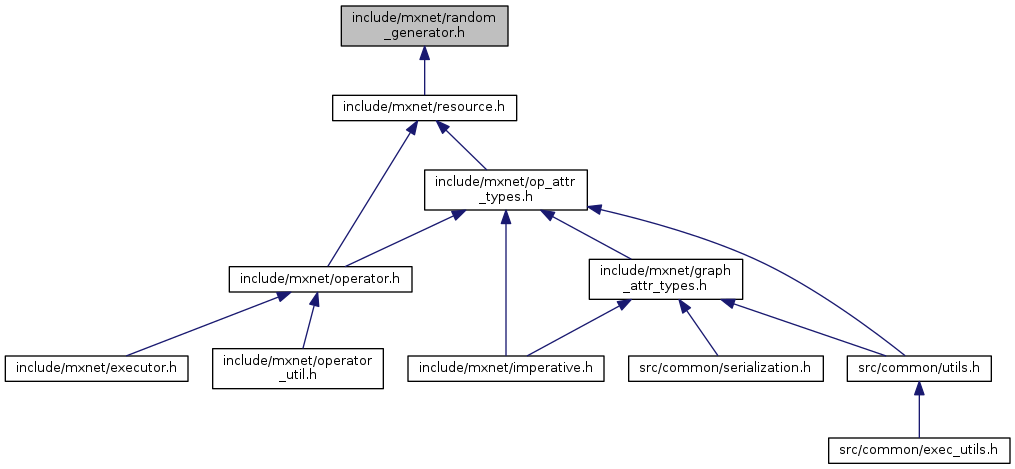 include/mxnet/random
_generator.h
include/mxnet/resource.h
include/mxnet/op_attr
_types.h
include/mxnet/operator.h
include/mxnet/graph
_attr_types.h
include/mxnet/executor.h
include/mxnet/operator
_util.h
include/mxnet/imperative.h
src/common/serialization.h
src/common/utils.h
src/common/exec_utils.h